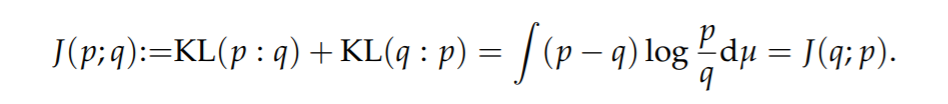 J(p;q):=KL(p : q) + KL(q : p) = ∫(p − q) log p/q dμ = J(q;p).